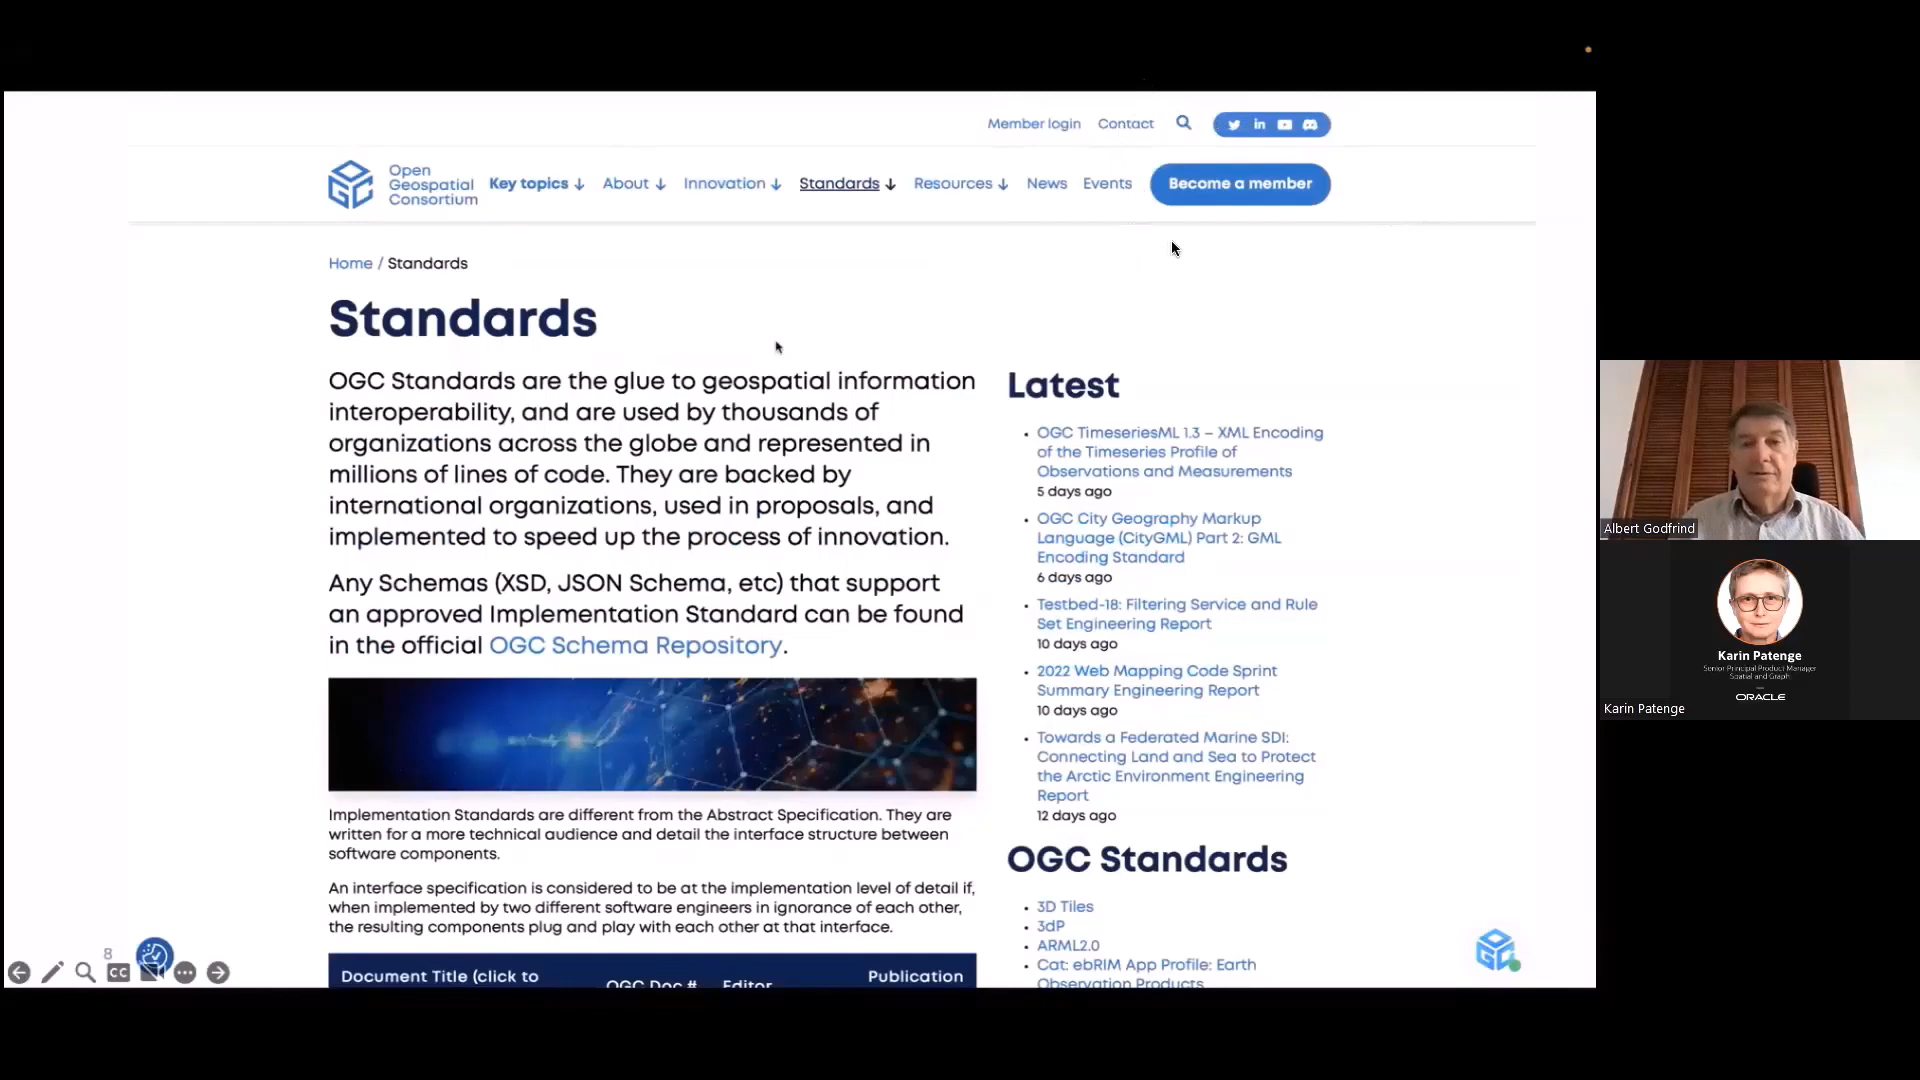 Member login Contact
Open
Geospatial
Consortium
Key topics ↓ About ↓ Innovation ↓ Standards ↓ Resources ↓ News Events Become a member
Home / Standards
Standards
OGC Standards are the glue to geospatial information
interoperability, and are used by thousands of
organizations across the globe and represented in
millions of lines of code. They are backed by
international organizations, used in proposals, and
implemented to speed up the process of innovation.
Any Schemas (XSD, JSON Schema, etc) that support
an approved Implementation Standard can be found
in the official OGC Schema Repository.
Implementation Standards are different from the Abstract Specification. They are
written for a more technical audience and detail the interface structure between
software components.
An interface specification is considered to be at the implementation level of detail if,
when implemented by two different software engineers in ignorance of each other,
the resulting components plug and play with each other at that interface.
Document Title (click to
OGC Doc # Editor
Publication
8
CC
Latest
OGC TimeseriesML 1.3 – XML Encoding
of the Timeseries Profile of
Observations and Measurements
5 days ago
OGC City Geography Markup
Language (CityGML) Part 2: GML
Encoding Standard
6 days ago
Testbed-18: Filtering Service and Rule
Set Engineering Report
10 days ago
2022 Web Mapping Code Sprint
Summary Engineering Report
10 days ago
Towards a Federated Marine SDI:
Connecting Land and Sea to Protect
the Arctic Environment Engineering
Report
12 days ago
OGC Standards
3D Tiles
3dP
ARML2.0
Cat: ebRIM App Profile: Earth
Observation Products
Albert Godfrind
Karin Patenge
Senior Principal Product Manager
Spatial and Graph
ORACLE
Karin Patenge